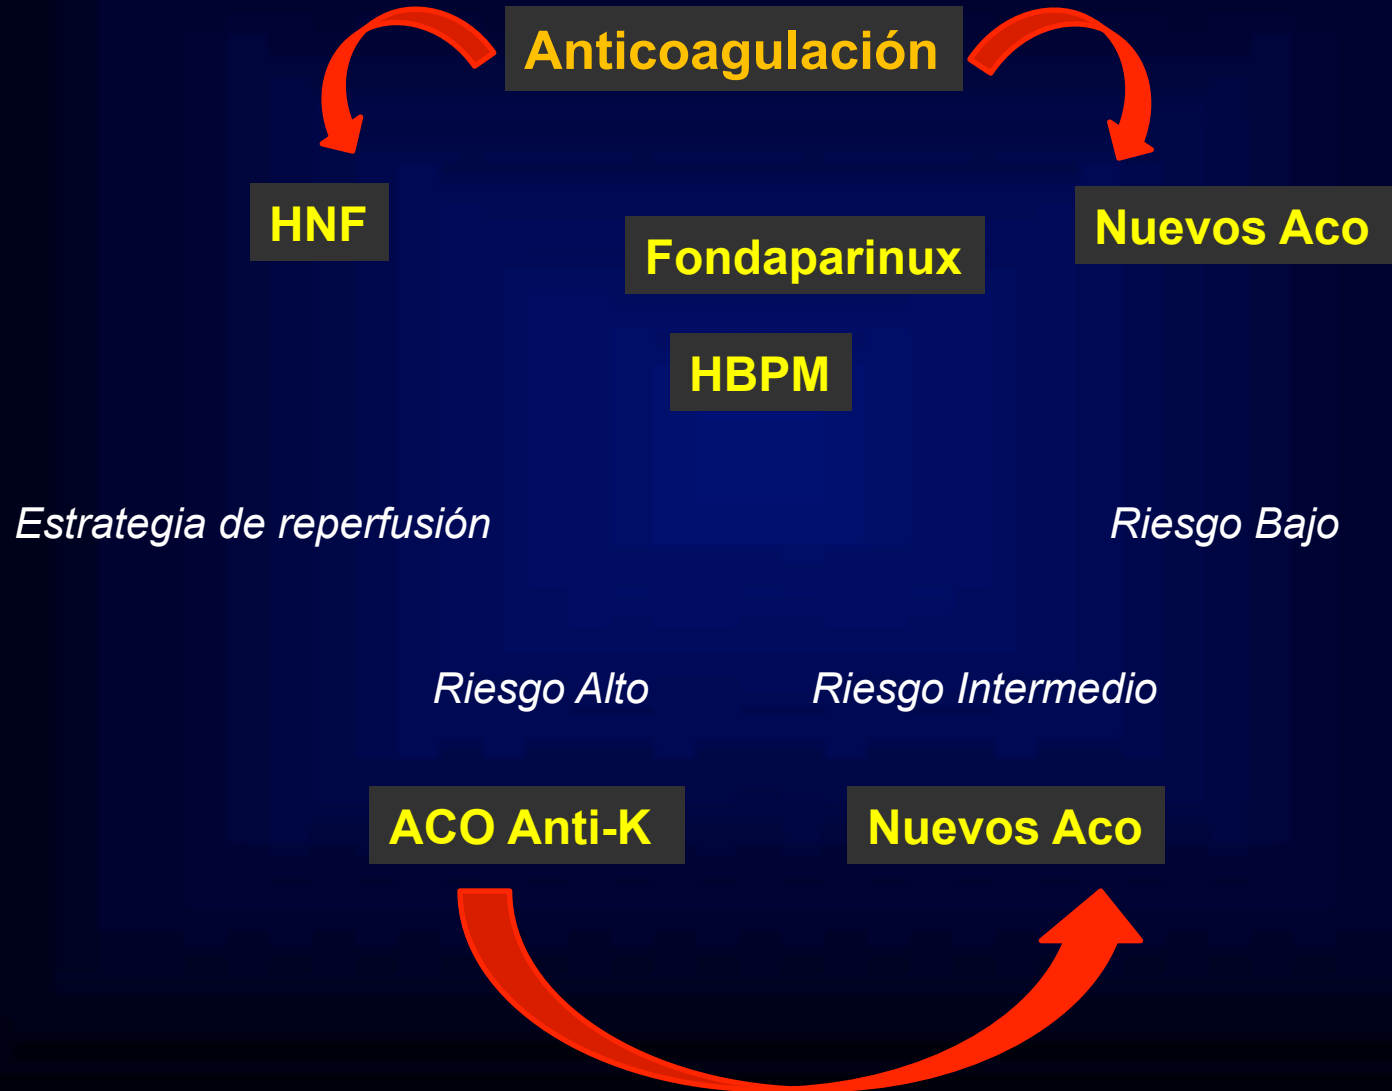 Anticoagulación
HNF
Fondaparinux
Nuevos Aco
HBPM
Estrategia de reperfusión
Riesgo Bajo
Riesgo Alto
Riesgo Intermedio
ACO Anti-K
Nuevos Aco